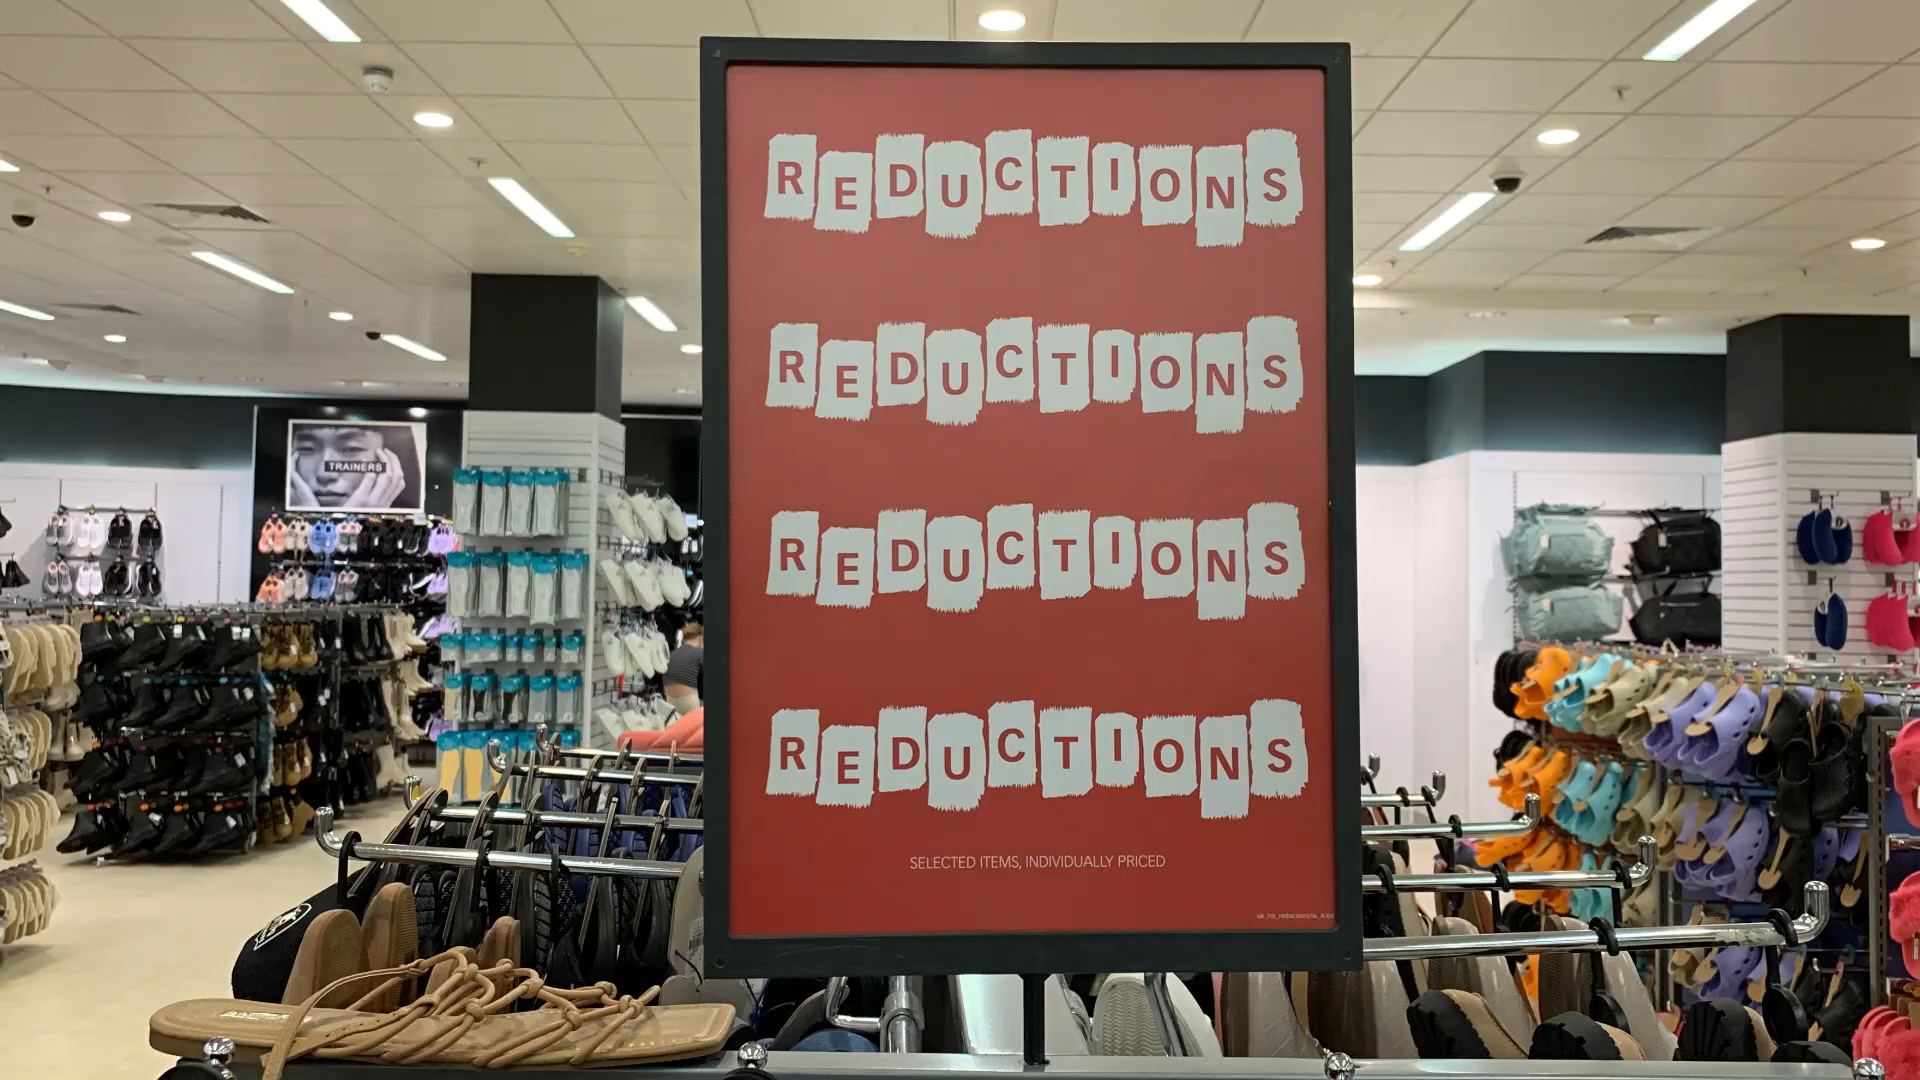 REDUCTIONS
REDUCTIONS
REDUCTIONS
REDUCTIONS
SELECTED ITEMS, INDIVIDUALLY PRICED
TRAINERS